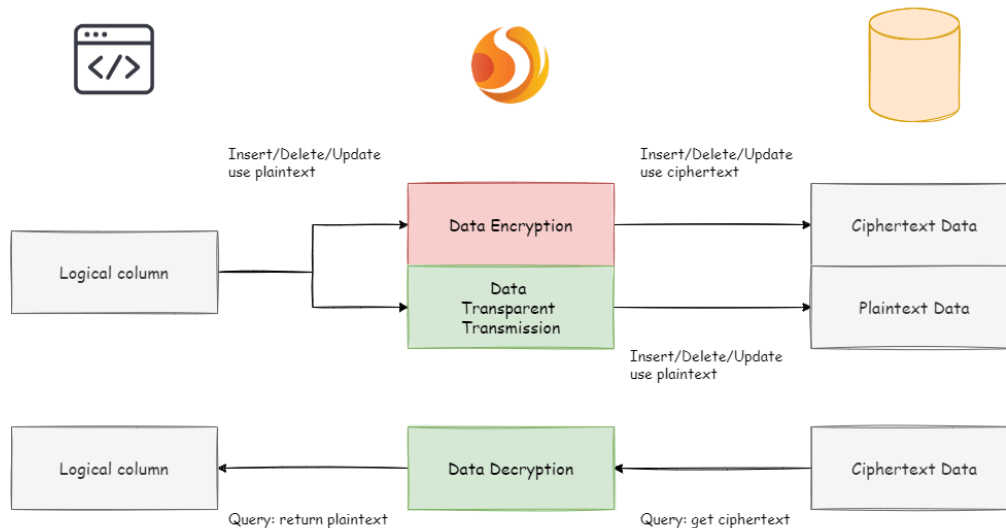 </>
Insert/Delete/Update
use plaintext
Insert/Delete/Update
use ciphertext
Logical column
Data Encryption
Ciphertext Data
Data
Transparent
Transmission
Plaintext Data
Insert/Delete/Update
use plaintext
Logical column
Data Decryption
Ciphertext Data
Query: return plaintext
Query: get ciphertext